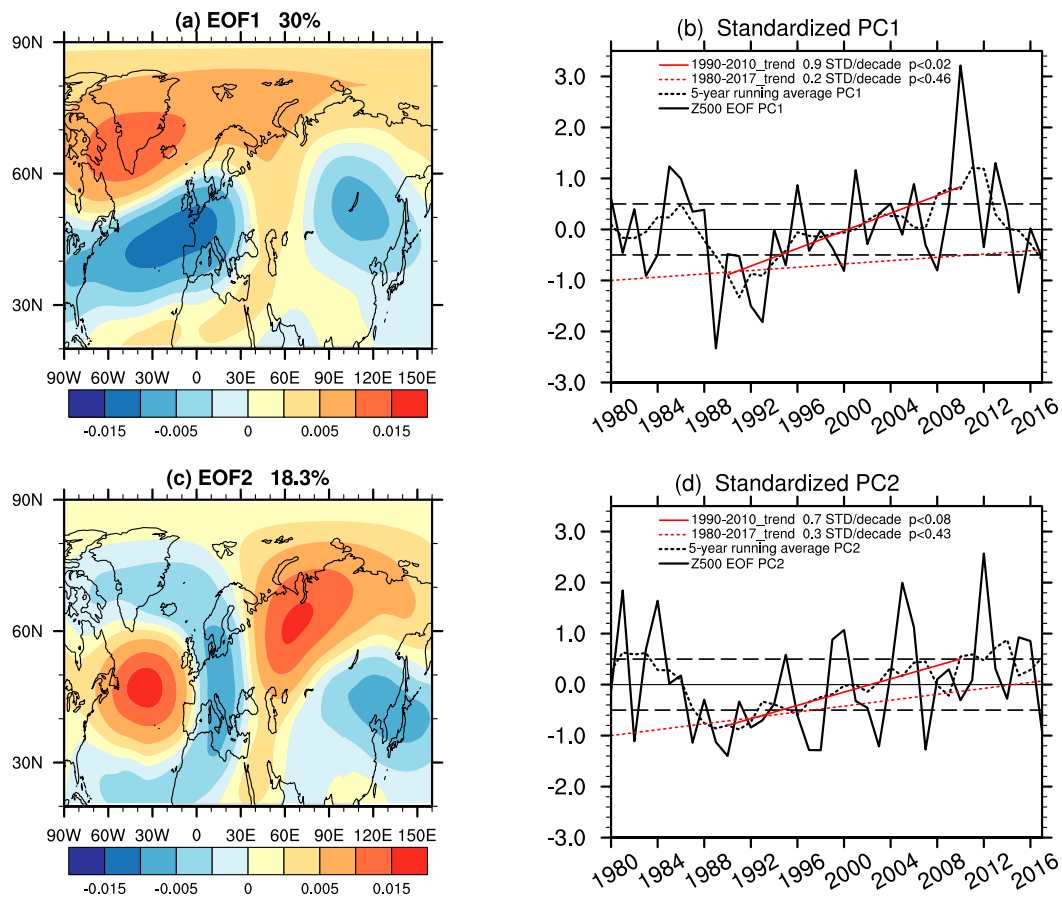 (a) EOF1 30%
90N
60N
30N
90W 60W 30W 0 30E 60E 90E 120E 150E
-0.015 -0.005 0 0.005 0.015
(b) Standardized PC1
1990-2010_trend 0.9 STD/decade p<0.02
1980-2017_trend 0.2 STD/decade p<0.46
5-year running average PC1
Z500 EOF PC1
3.0
2.0
1.0
0.0
-1.0
-2.0
-3.0
1980 1984 1988 1992 1996 2000 2004 2008 2012 2016
(c) EOF2 18.3%
90N
60N
30N
90W 60W 30W 0 30E 60E 90E 120E 150E
-0.015 -0.005 0 0.005 0.015
(d) Standardized PC2
1990-2010_trend 0.7 STD/decade p<0.08
1980-2017_trend 0.3 STD/decade p<0.43
5-year running average PC2
Z500 EOF PC2
3.0
2.0
1.0
0.0
-1.0
-2.0
-3.0
1980 1984 1988 1992 1996 2000 2004 2008 2012 2016